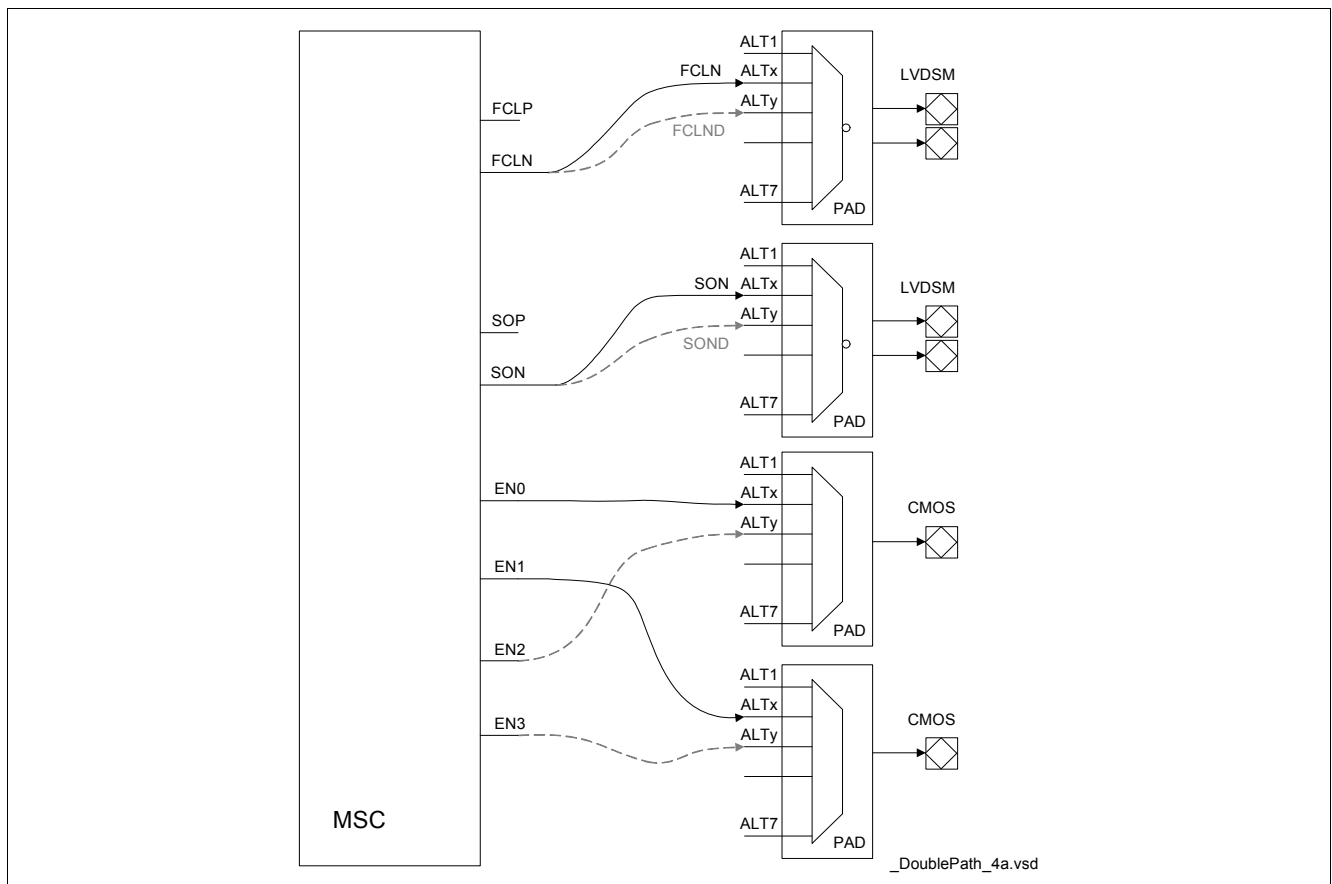 ALT1
FCLN ALTx
LVDSM
ALTy
FCLP
FCLND
FCLN
ALT7
PAD
ALT1
SON ALTx
LVDSM
SOP
ALTy
SOND
SON
ALT7
PAD
ALT1
EN0
ALTx
CMOS
ALTy
EN1
ALT7
PAD
EN2
ALT1
ALTx
EN3
CMOS
ALTy
MSC
ALT7
PAD
_DoublePath_4a.vsd